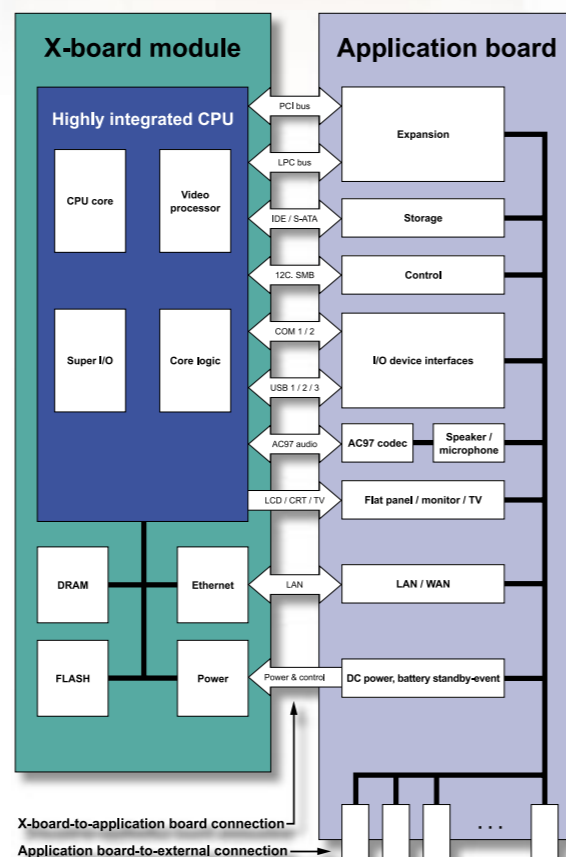 X-board module
Application board
Highly integrated CPU
CPU core
Video
processor
Super I/O
Core logic
DRAM
Ethernet
FLASH
Power
PCI bus
LPC bus
IDE / S-ATA
12C. SMB
COM 1 / 2
USB 1 / 2 / 3
AC97 audio
LCD / CRT / TV
LAN
Power & control
Expansion
Storage
Control
I/O device interfaces
AC97 codec
Speaker /
microphone
Flat panel / monitor / TV
LAN / WAN
DC power, battery standby-event
. . .
X-board-to-application board connection
Application board-to-external connection